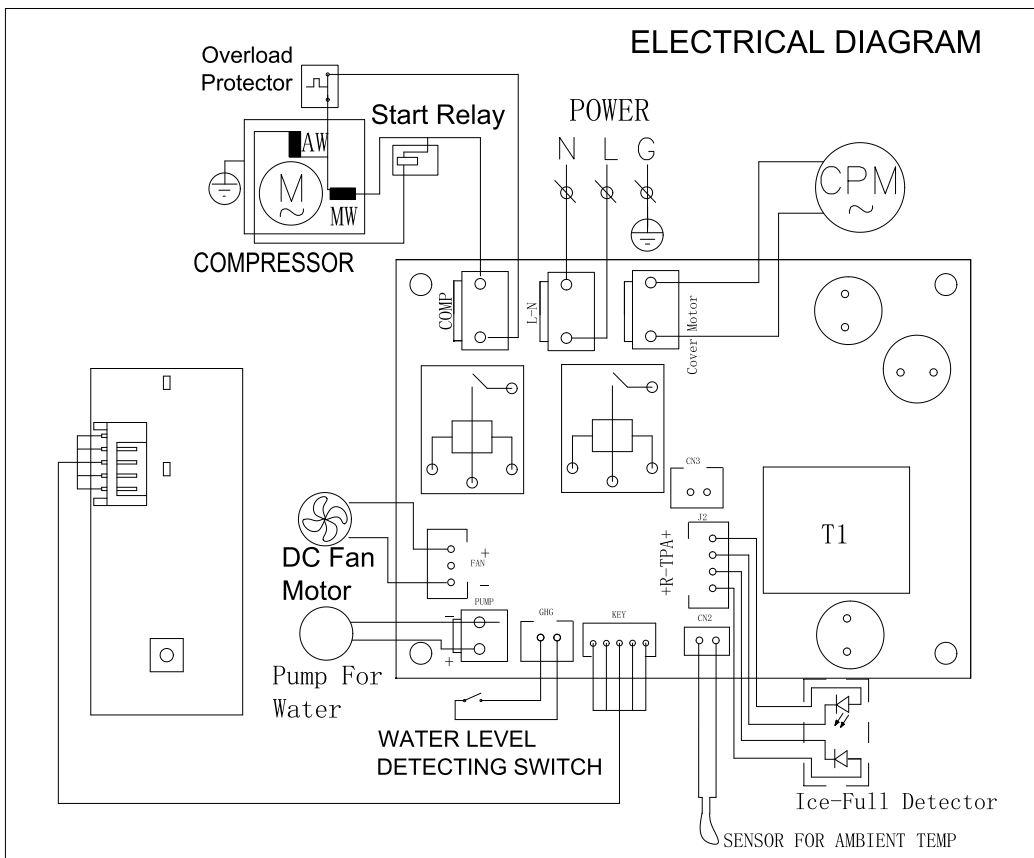 ELECTRICAL DIAGRAM
Overload
Protector
Start Relay
POWER
N L G
AW
M
~
MW
COMPRESSOR
CPM
~
COMP
L-N
Cover Motor
CN3
J2
+R-TPA+
T1
DC Fan
Motor
+
FAN
-
PUMP
-
+
GHG
KEY
CN2
Pump For
Water
WATER LEVEL
DETECTING SWITCH
Ice-Full Detector
SENSOR FOR AMBIENT TEMP